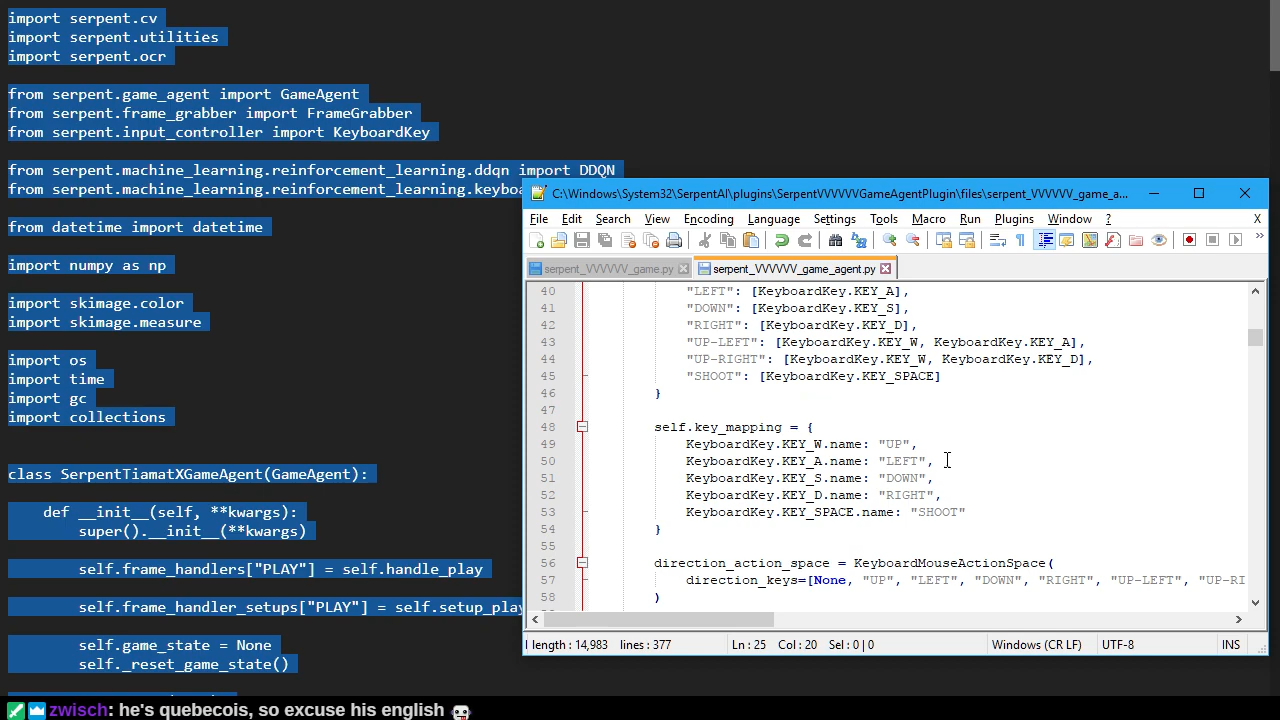 import serpent.cv
import serpent.utilities
import serpent.ocr
from serpent.game_agent import GameAgent
from serpent.frame_grabber import FrameGrabber
from serpent.input_controller import KeyboardKey
from serpent.machine_learning.reinforcement_learning.ddqn import DDQN
from serpent.machine_learning.reinforcement_learning.keybo
from datetime import datetime
import numpy as np
import skimage.color
import skimage.measure
import os
import time
import gc
import collections
class SerpentTiamatXGameAgent(GameAgent):
def __init__(self, **kwargs):
super().__init__(**kwargs)
self.frame_handlers["PLAY"] = self.handle_play
self.frame_handler_setups["PLAY"] = self.setup_play
self.game_state = None
self._reset_game_state()
C:\Windows\System32\SerpentAI\plugins\SerpentVVVVVVGameAgentPlugin\files\serpent_VVVVVV_game_a...
File Edit Search View Encoding Language Settings Tools Macro Run Plugins Window ? X
serpent_VVVVVV_game.py serpent_VVVVVV_game_agent.py
40 "LEFT": [KeyboardKey.KEY_A],
41 "DOWN": [KeyboardKey.KEY_S],
42 "RIGHT": [KeyboardKey.KEY_D],
43 "UP-LEFT": [KeyboardKey.KEY_W, KeyboardKey.KEY_A],
44 "UP-RIGHT": [KeyboardKey.KEY_W, KeyboardKey.KEY_D],
45 "SHOOT": [KeyboardKey.KEY_SPACE]
46 }
47
48 self.key_mapping = {
49 KeyboardKey.KEY_W.name: "UP",
50 KeyboardKey.KEY_A.name: "LEFT",
51 KeyboardKey.KEY_S.name: "DOWN",
52 KeyboardKey.KEY_D.name: "RIGHT",
53 KeyboardKey.KEY_SPACE.name: "SHOOT"
54 }
55
56 direction_action_space = KeyboardMouseActionSpace(
57 direction_keys=[None, "UP", "LEFT", "DOWN", "RIGHT", "UP-LEFT", "UP-RI
58 )
length : 14,983 lines : 377 Ln : 25 Col : 20 Sel : 0 | 0 Windows (CR LF) UTF-8 INS
zwisch: he's quebecois, so excuse his english